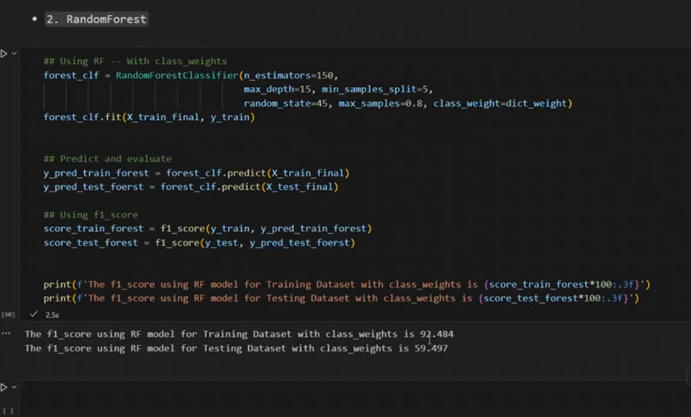 2. RandomForest
## Using RF -- With class_weights
forest_clf = RandomForestClassifier(n_estimators=150,
max_depth=15, min_samples_split=5,
random_state=45, max_samples=0.8, class_weight=dict_weight)
forest_clf.fit(X_train_final, y_train)
## Predict and evaluate
y_pred_train_forest = forest_clf.predict(X_train_final)
y_pred_test_foerst = forest_clf.predict(X_test_final)
## Using f1_score
score_train_forest = f1_score(y_train, y_pred_train_forest)
score_test_forest = f1_score(y_test, y_pred_test_foerst)
print(f'The f1_score using RF model for Training Dataset with class_weights is {score_train_forest*100:.3f}')
print(f'The f1_score using RF model for Testing Dataset with class_weights is {score_test_forest*100:.3f}')
[60] 2.5s
The f1_score using RF model for Training Dataset with class_weights is 92.484
The f1_score using RF model for Testing Dataset with class_weights is 59.497
[ ]